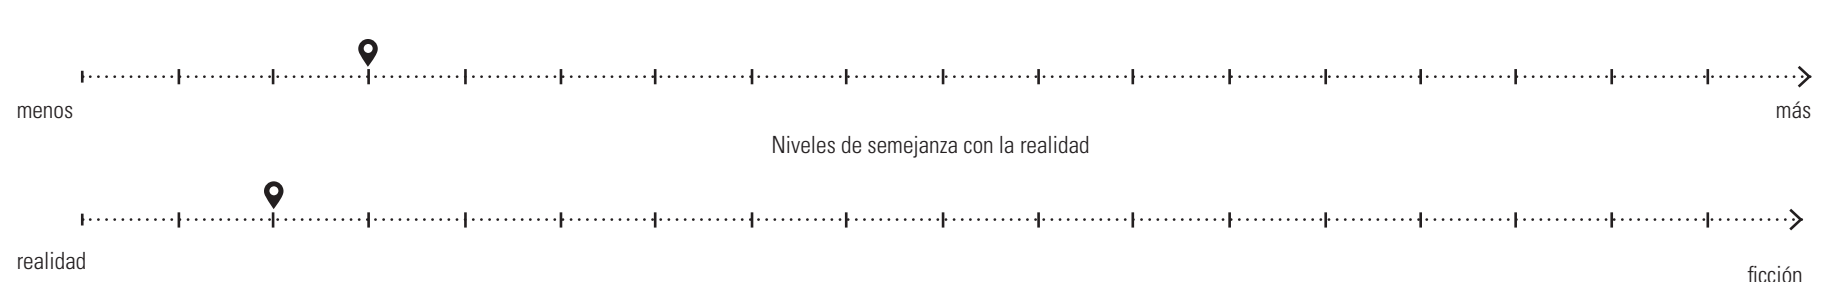 menos
más
Niveles de semejanza con la realidad
realidad
ficción